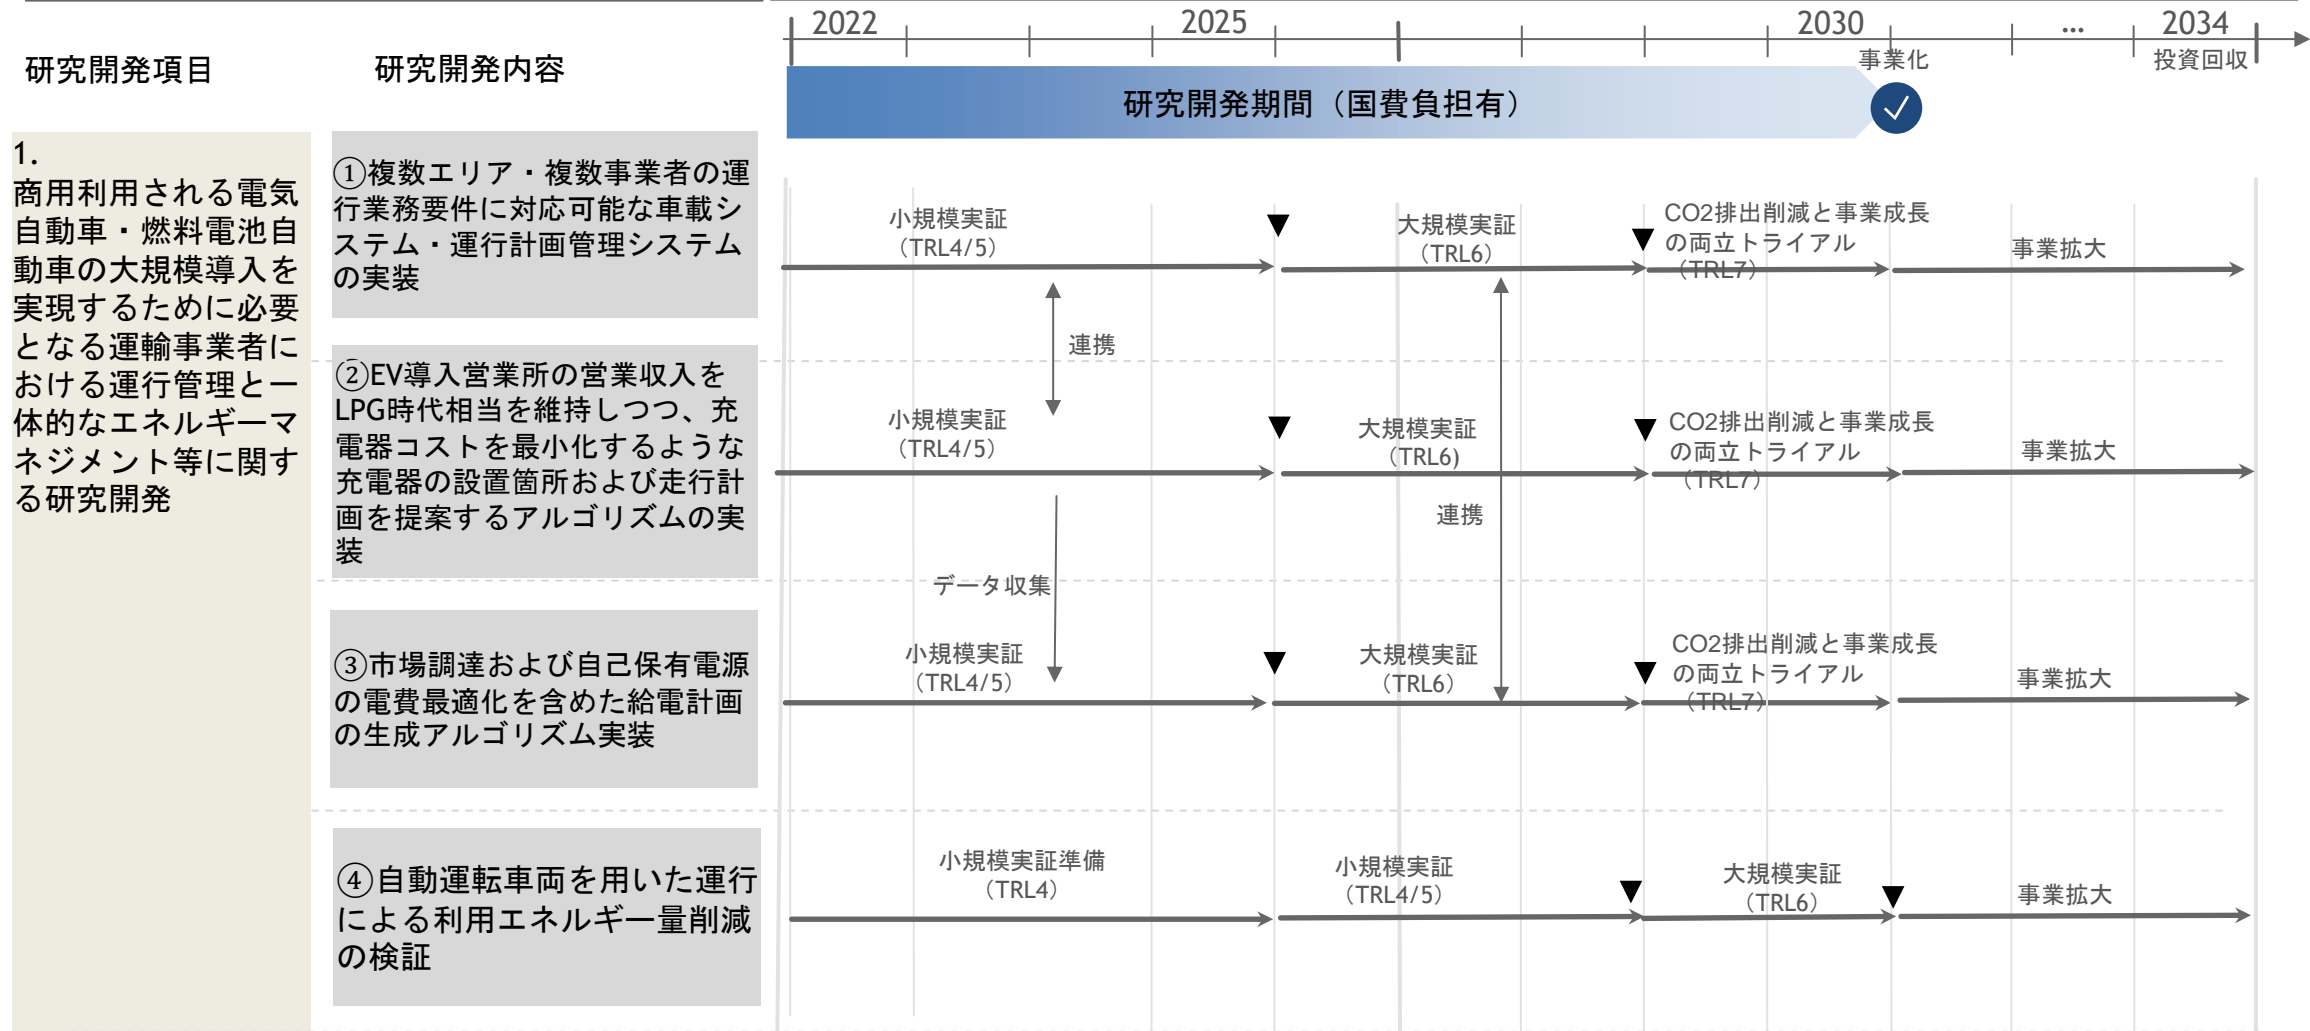 2022
2025
2030
...
2034
研究開発項目
研究開発内容
事業化
投資回収
研究開発期間（国費負担有）
1.
商用利用される電気
自動車・燃料電池自
動車の大規模導入を
実現するために必要
となる運輸事業者に
おける運行管理と一
体的なエネルギーマ
ネジメント等に関す
る研究開発
①複数エリア・複数事業者の運
行業務要件に対応可能な車載シ
ステム・運行計画管理システム
の実装
小規模実証
（TRL4/5）
大規模実証
（TRL6）
CO2排出削減と事業成長
の両立トライアル
（TRL7）
事業拡大
連携
②EV導入営業所の営業収入を
LPG時代相当を維持しつつ、充
電器コストを最小化するような
充電器の設置箇所および走行計
画を提案するアルゴリズムの実
装
小規模実証
（TRL4/5）
大規模実証
（TRL6)
CO2排出削減と事業成長
の両立トライアル
（TRL7）
事業拡大
連携
データ収集
③市場調達および自己保有電源
の電費最適化を含めた給電計画
の生成アルゴリズム実装
小規模実証
（TRL4/5）
大規模実証
（TRL6）
CO2排出削減と事業成長
の両立トライアル
（TRL7）
事業拡大
④自動運転車両を用いた運行
による利用エネルギー量削減
の検証
小規模実証準備
（TRL4）
小規模実証
（TRL4/5）
大規模実証
（TRL6）
事業拡大